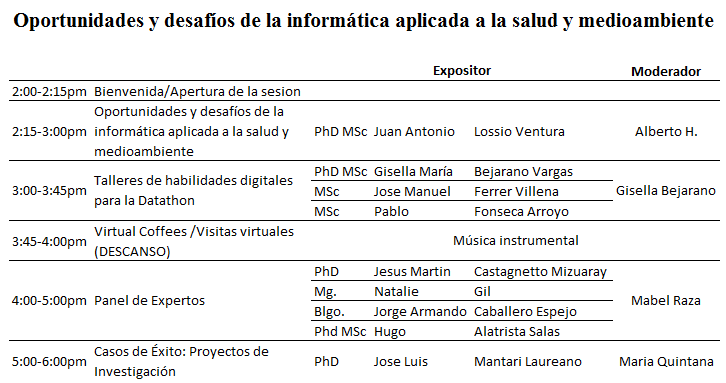 Oportunidades y desafíos de la informática aplicada a la salud y medioambiente
Expositor Moderador
2:00-2:15pm Bienvenida/Apertura de la sesion
Oportunidades y desafíos de la
2:15-3:00pm informática aplicada a la salud y PhD MSc Juan Antonio Lossio Ventura Alberto H.
medioambiente
PhD MSc Gisella María Bejarano Vargas
3:00-3:45pm Talleres de habilidades digitales para la Datathon MSc Jose Manuel Ferrer Villena Gisella Bejarano
MSc Pablo Fonseca Arroyo
3:45-4:00pm Virtual Coffees /Visitas virtuales Música instrumental
(DESCANSO)
PhD Jesus Martin Castagnetto Mizuaray
Mg. Natalie Gil
4:00-5:00pm Panel de Expertos Mabel Raza
Blgo. Jorge Armando Caballero Espejo
Phd MSc Hugo Alatrista Salas
5:00-6:00pm Casos de Éxito: Proyectos de PhD Jose Luis Mantari Laureano Maria Quintana
Investigación